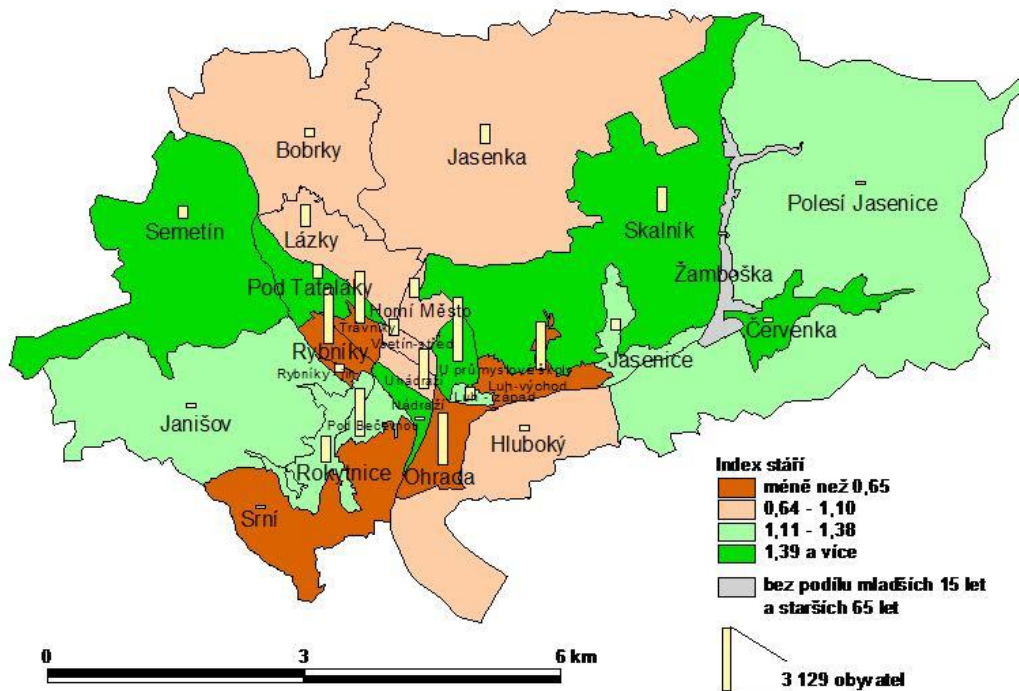 Bobrky
Jasenka
Semetín
Lázky
Skalník
Polesí Jasenice
Pod Tataláky
Žamboška
Horní Město
Trávníky
Vsetín-střed
Rybníky
Červenka
Jasenice
U průmyslové školy
Rybníky - jih
U nádraží
Luh-východ
Luh - západ
Nádraží
Janišov
Pod Bečevnou
Hluboký
Rokytnice
Ohrada
Srní
Index stáří
méně než 0,65
0,64 - 1,10
1,11 - 1,38
1,39 a více
bez podílu mladších 15 let
a starších 65 let
0 3 6 km
3 129 obyvatel